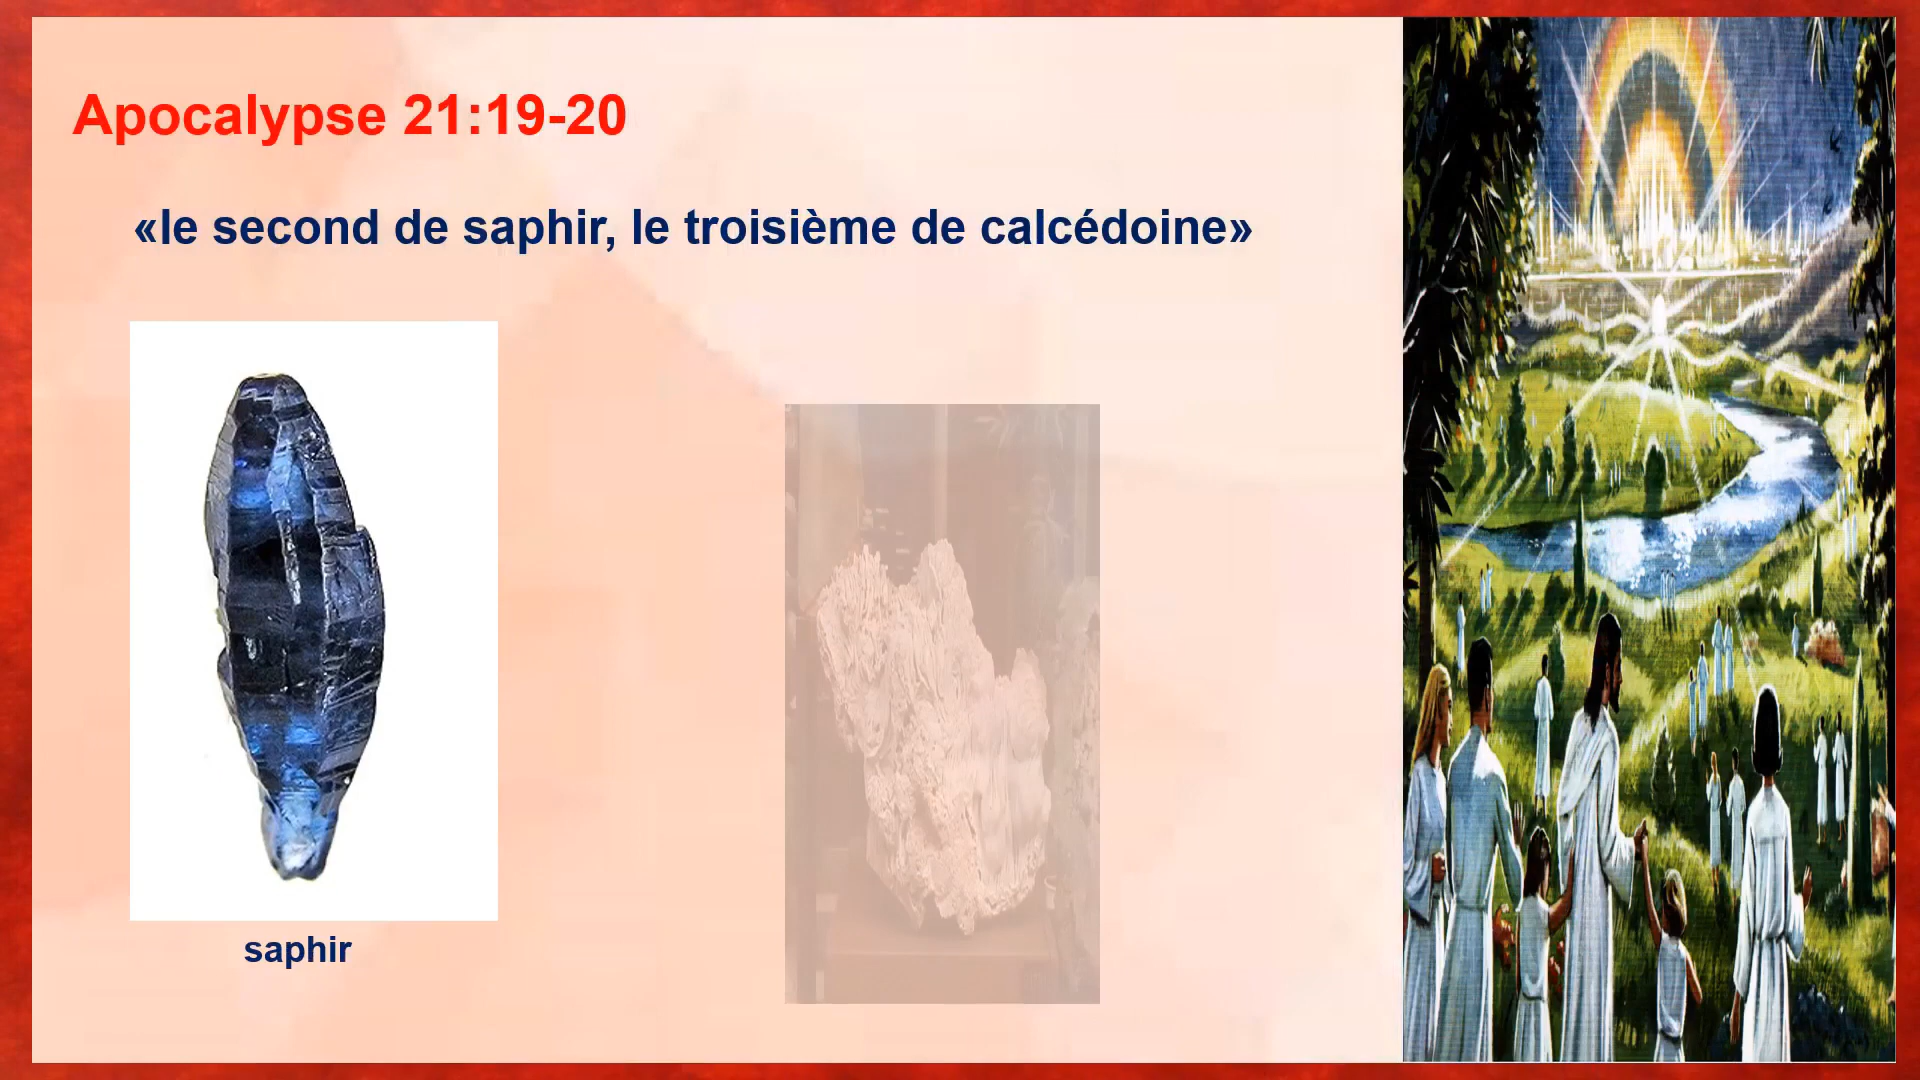 Apocalypse 21:19-20
«le second de saphir, le troisième de calcédoine»
saphir